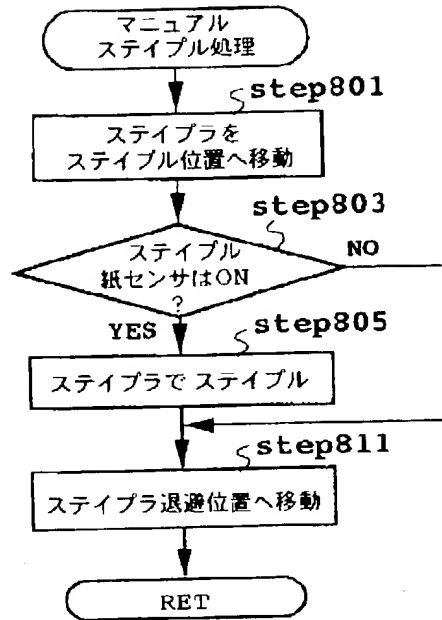 マニュアル
ステイプル処理
step801
ステイプラを
ステイプル位置へ移動
step803
ステイプル
紙センサはON
?
NO
YES
step805
ステイプラで ステイプル
step811
ステイプラ退避位置へ移動
RET